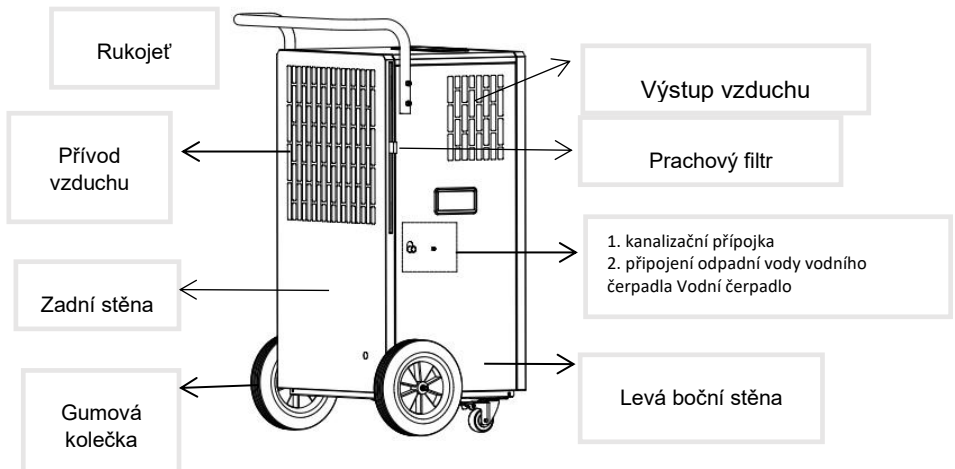 Rukojeť
Výstup vzduchu
Přívod
vzduchu
Prachový filtr
1. kanalizační přípojka
2. připojení odpadní vody vodního
čerpadla Vodní čerpadlo
Zadní stěna
Gumová
kolečka
Levá boční stěna